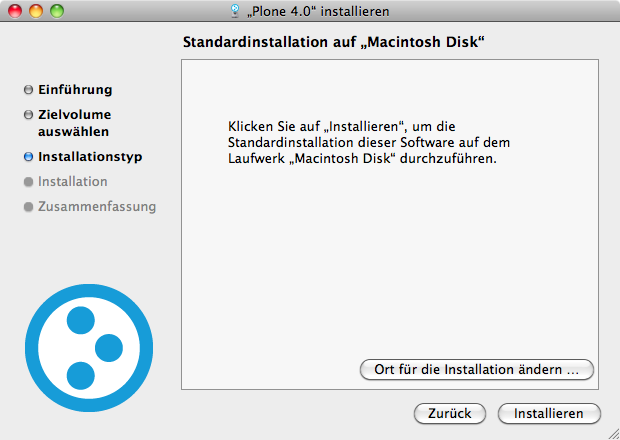 „Plone 4.0“ installieren
Standardinstallation auf „Macintosh Disk“
Einführung
Zielvolume
auswählen
Installationstyp
Installation
Zusammenfassung
Klicken Sie auf „Installieren“, um die
Standardinstallation dieser Software auf dem
Laufwerk „Macintosh Disk“ durchzuführen.
Ort für die Installation ändern ...
Zurück
Installieren